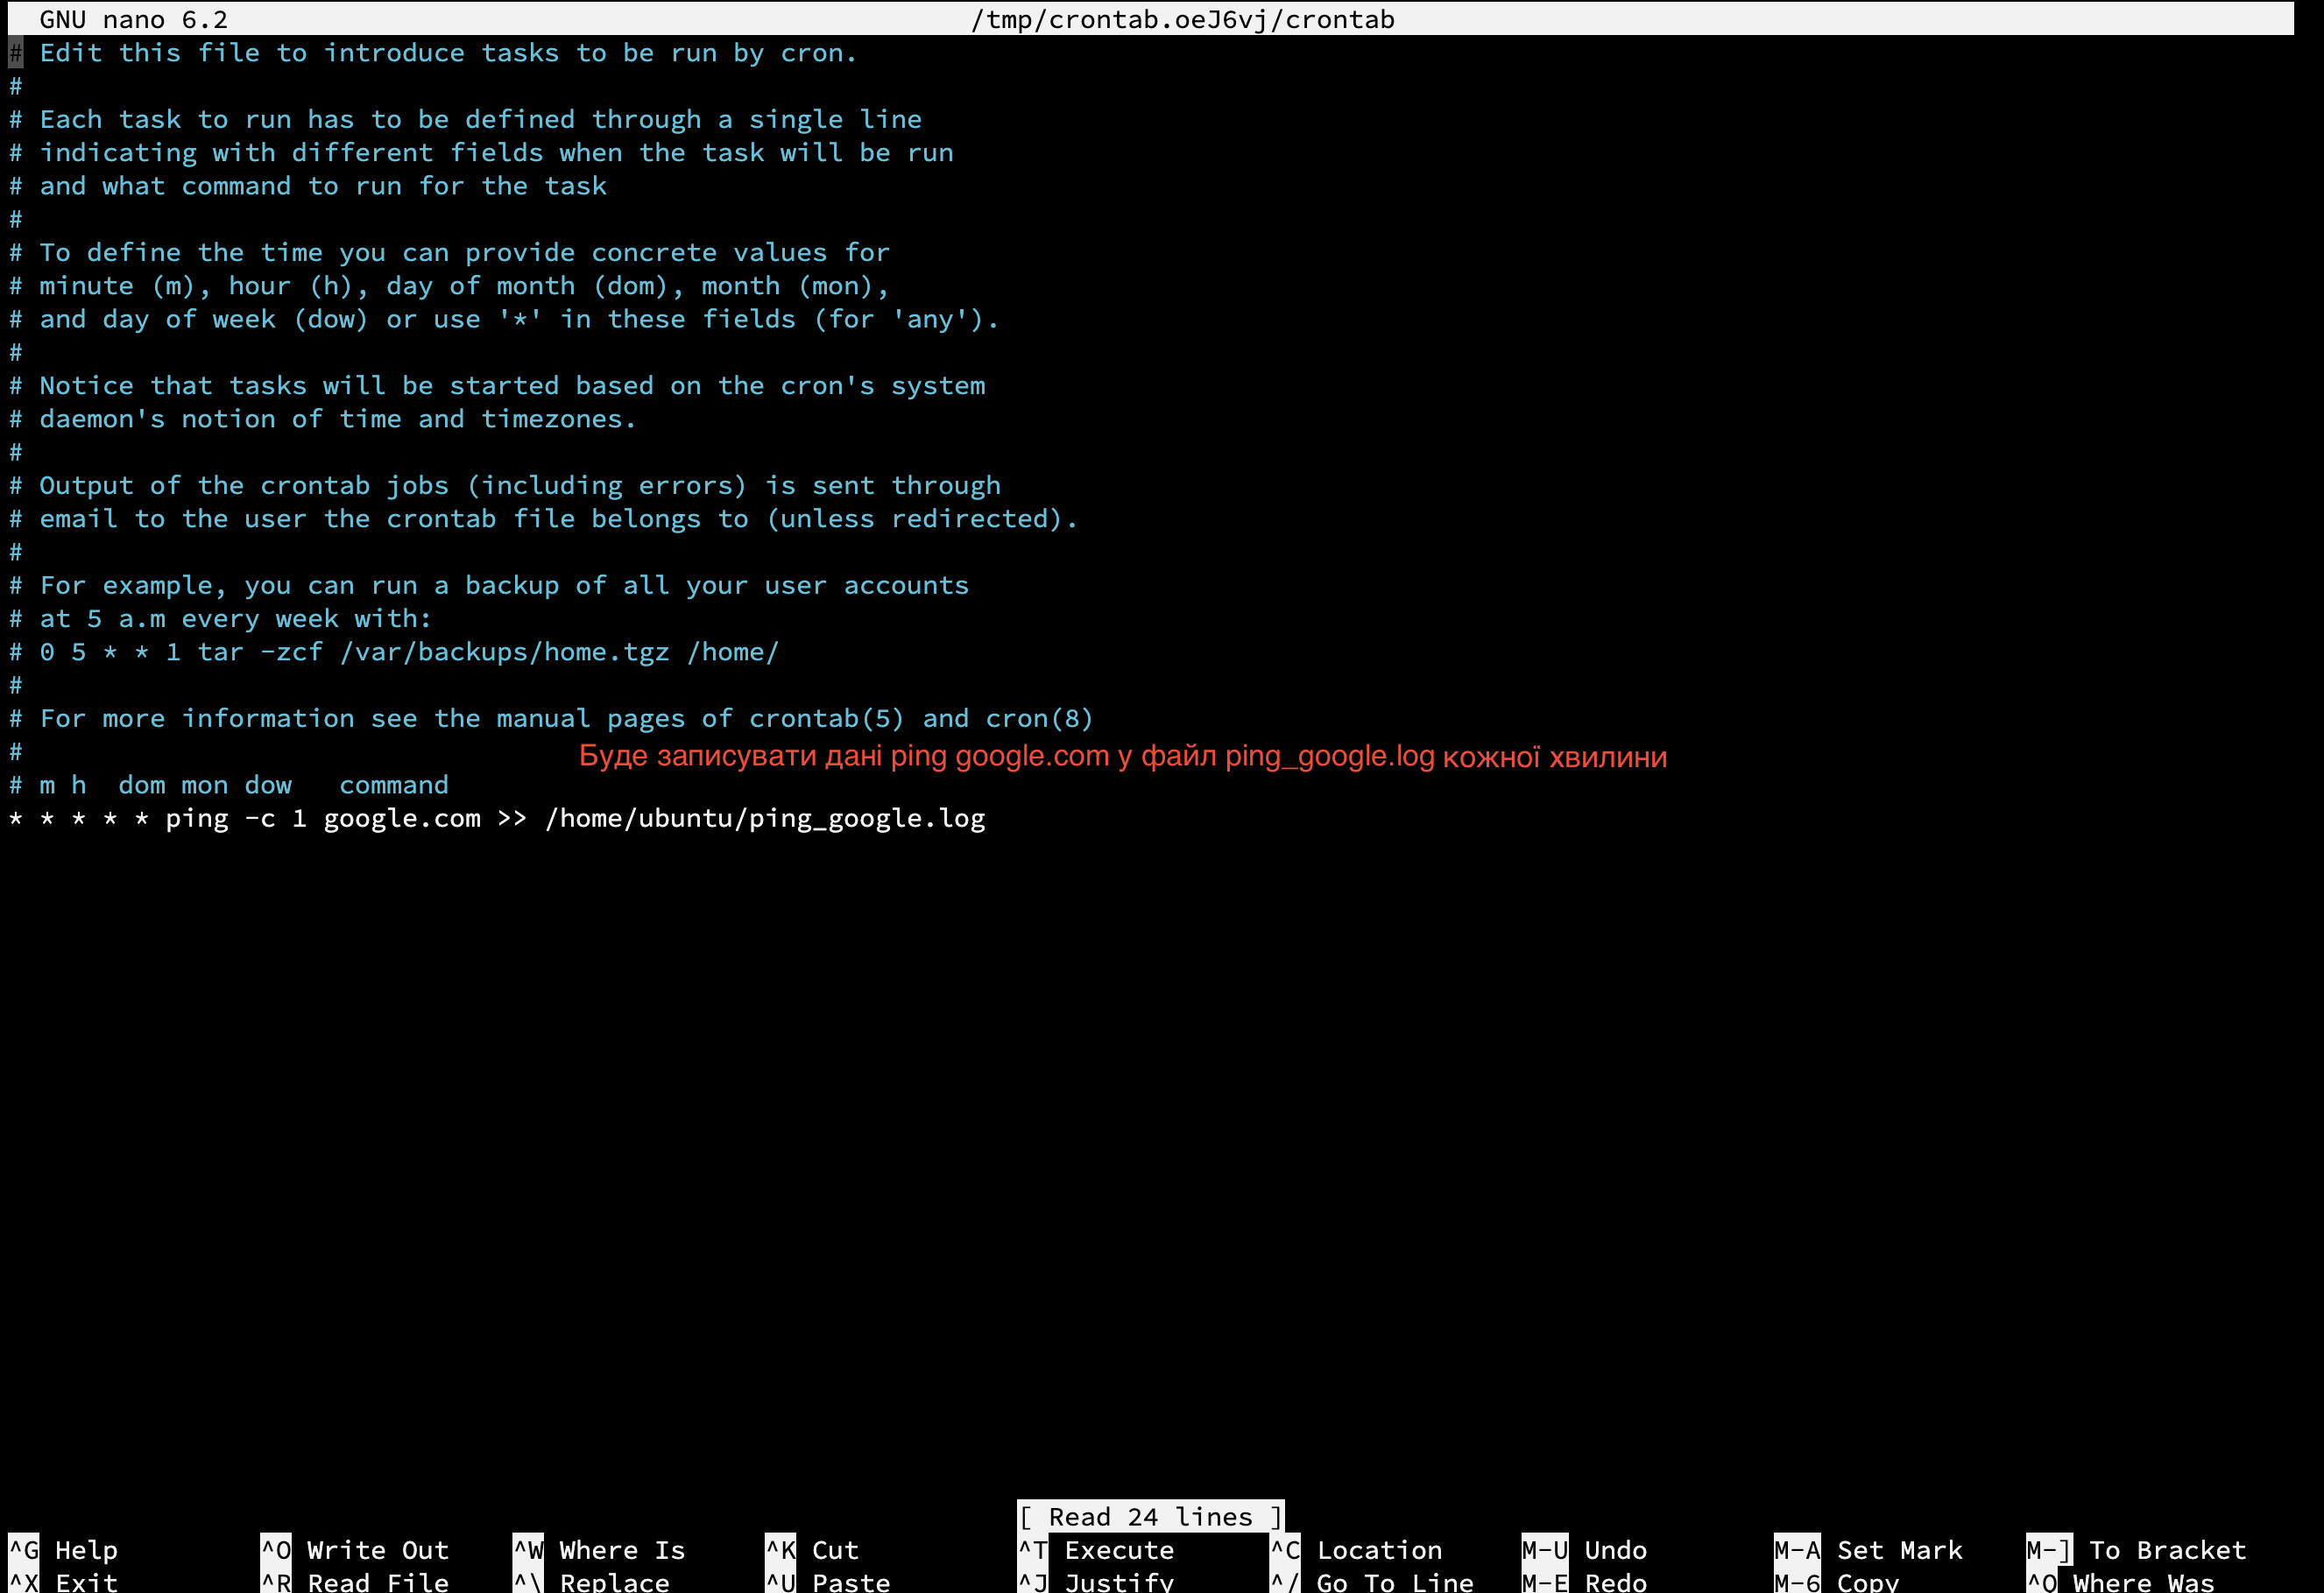 GNU nano 6.2 /tmp/crontab.oeJ6vj/crontab
# Edit this file to introduce tasks to be run by cron.
#
# Each task to run has to be defined through a single line
# indicating with different fields when the task will be run
# and what command to run for the task
#
# To define the time you can provide concrete values for
# minute (m), hour (h), day of month (dom), month (mon),
# and day of week (dow) or use '*' in these fields (for 'any').
#
# Notice that tasks will be started based on the cron's system
# daemon's notion of time and timezones.
#
# Output of the crontab jobs (including errors) is sent through
# email to the user the crontab file belongs to (unless redirected).
#
# For example, you can run a backup of all your user accounts
# at 5 a.m every week with:
# 0 5 * * 1 tar -zcf /var/backups/home.tgz /home/
#
# For more information see the manual pages of crontab(5) and cron(8)
#
Буде записувати дані ping google.com у файл ping_google.log кожної хвилини
# m h  dom mon dow   command
* * * * * ping -c 1 google.com >> /home/ubuntu/ping_google.log
[ Read 24 lines ]
^G Help ^O Write Out ^W Where Is ^K Cut ^T Execute ^C Location M-U Undo M-A Set Mark M-] To Bracket
^X Exit ^R Read File ^\ Replace ^U Paste ^J Justify ^/ Go To Line M-E Redo M-6 Copy ^Q Where Was